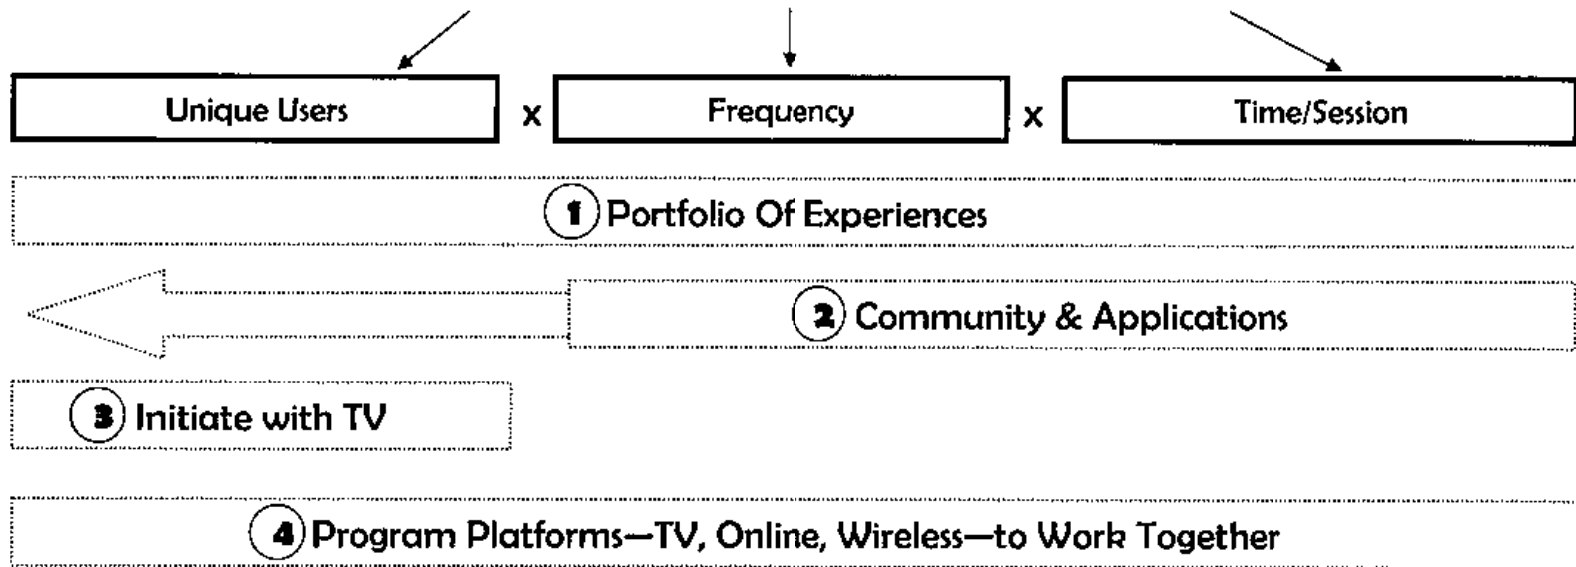 Unique Users x Frequency x Time/Session
1 Portfolio Of Experiences
2 Community & Applications
3 Initiate with TV
4 Program Platforms—TV, Online, Wireless—to Work Together